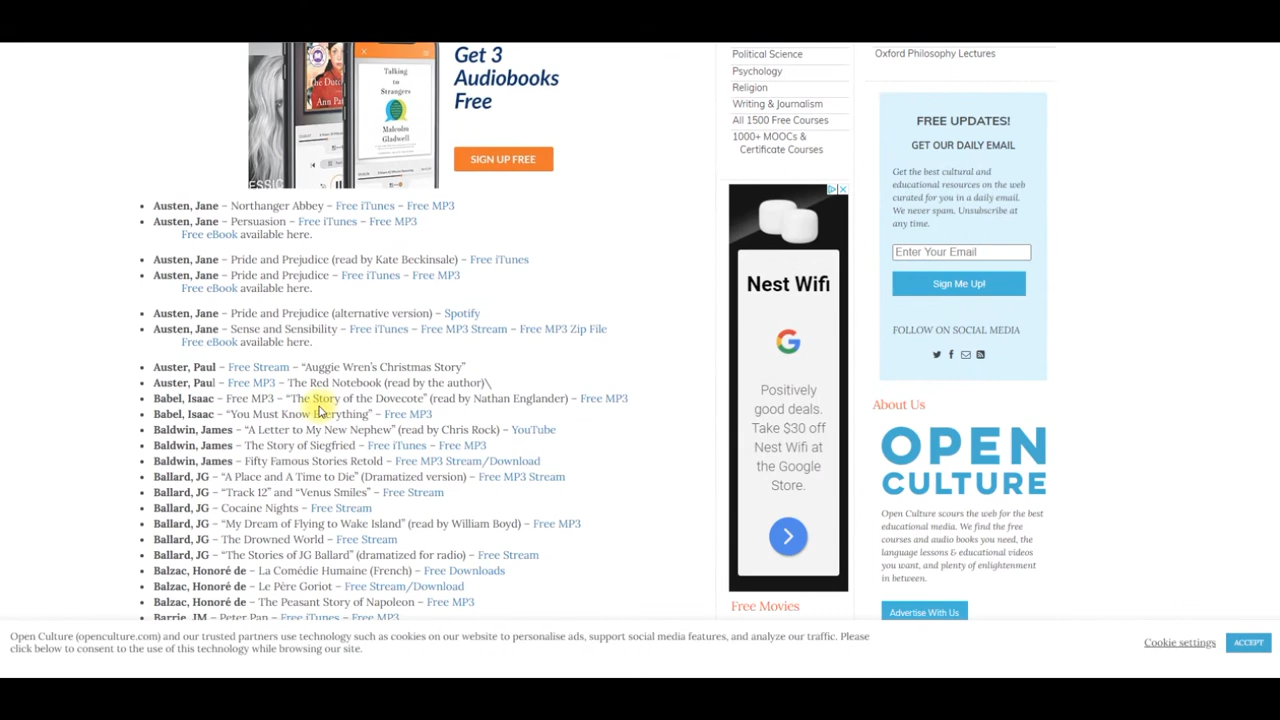 Get 3
Audiobooks
Free
The Dutch
Ann Pat
Talking
to
Strangers
Malcolm
Gladwell
ESSIG
SIGN UP FREE
• Austen, Jane – Northanger Abbey – Free iTunes – Free MP3
• Austen, Jane – Persuasion – Free iTunes – Free MP3
Free eBook available here.
• Austen, Jane – Pride and Prejudice (read by Kate Beckinsale) – Free iTunes
• Austen, Jane – Pride and Prejudice – Free iTunes – Free MP3
Free eBook available here.
• Austen, Jane – Pride and Prejudice (alternative version) – Spotify
• Austen, Jane – Sense and Sensibility – Free iTunes – Free MP3 Stream – Free MP3 Zip File
Free eBook available here.
• Auster, Paul – Free Stream – “Auggie Wren’s Christmas Story”
• Auster, Paul – Free MP3 – The Red Notebook (read by the author)\
• Babel, Isaac – Free MP3 – “The Story of the Dovecote” (read by Nathan Englander) – Free MP3
• Babel, Isaac – “You Must Know Everything” – Free MP3
• Baldwin, James – “A Letter to My New Nephew” (read by Chris Rock) – YouTube
• Baldwin, James – The Story of Siegfried – Free iTunes – Free MP3
• Baldwin, James – Fifty Famous Stories Retold – Free MP3 Stream/Download
• Ballard, JG – “A Place and A Time to Die” (Dramatized version) – Free MP3 Stream
• Ballard, JG – “Track 12” and “Venus Smiles” – Free Stream
• Ballard, JG – Cocaine Nights – Free Stream
• Ballard, JG – “My Dream of Flying to Wake Island” (read by William Boyd) – Free MP3
• Ballard, JG – The Drowned World – Free Stream
• Ballard, JG – “The Stories of JG Ballard” (dramatized for radio) – Free Stream
• Balzac, Honoré de – La Comédie Humaine (French) – Free Downloads
• Balzac, Honoré de – Le Père Goriot – Free Stream/Download
• Balzac, Honoré de – The Peasant Story of Napoleon – Free MP3
• Barrie, JM – Peter Pan – Free iTunes – Free MP3
Political Science
Psychology
Religion
Writing & Journalism
All 1500 Free Courses
1000+ MOOCs &
Certificate Courses
Nest Wifi
Positively
good deals.
Take $30 off
Nest Wifi at
the Google
Store.
Free Movies
Oxford Philosophy Lectures
FREE UPDATES!
GET OUR DAILY EMAIL
Get the best cultural and
educational resources on the web
curated for you in a daily email.
We never spam. Unsubscribe at
any time.
Enter Your Email
Sign Me Up!
FOLLOW ON SOCIAL MEDIA
About Us
OPEN
CULTURE
Open Culture scours the web for the best
educational media. We find the free
courses and audio books you need, the
language lessons & educational videos
you want, and plenty of enlightenment
in between.
Advertise With Us
Open Culture (openculture.com) and our trusted partners use technology such as cookies on our website to personalise ads, support social media features, and analyze our traffic. Please
click below to consent to the use of this technology while browsing our site.
Cookie settings
ACCEPT